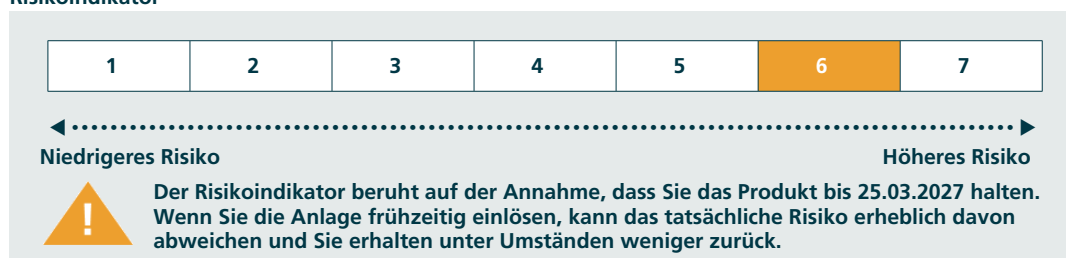 Risikoindikator
1 2 3 4 5 6 7
Niedrigeres Risiko Höheres Risiko
! Der Risikoindikator beruht auf der Annahme, dass Sie das Produkt bis 25.03.2027 halten.
Wenn Sie die Anlage frühzeitig einlösen, kann das tatsächliche Risiko erheblich davon
abweichen und Sie erhalten unter Umständen weniger zurück.